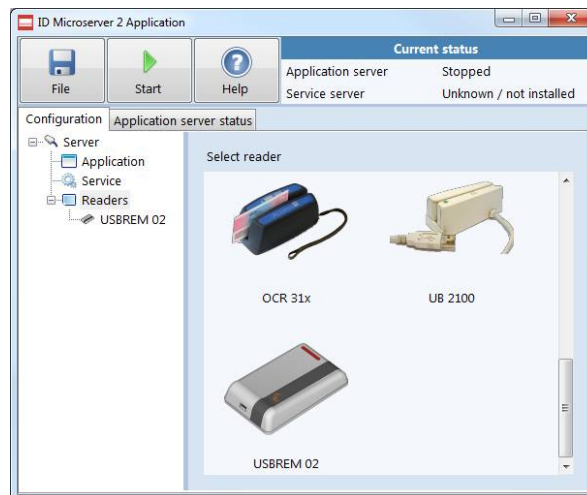 ID Microserver 2 Application
File
Start
Help
Current status
Application server Stopped
Service server Unknown / not installed
Configuration
Application server status
Server
Application
Service
Readers
USBREM 02
Select reader
OCR 31x
UB 2100
USBREM 02